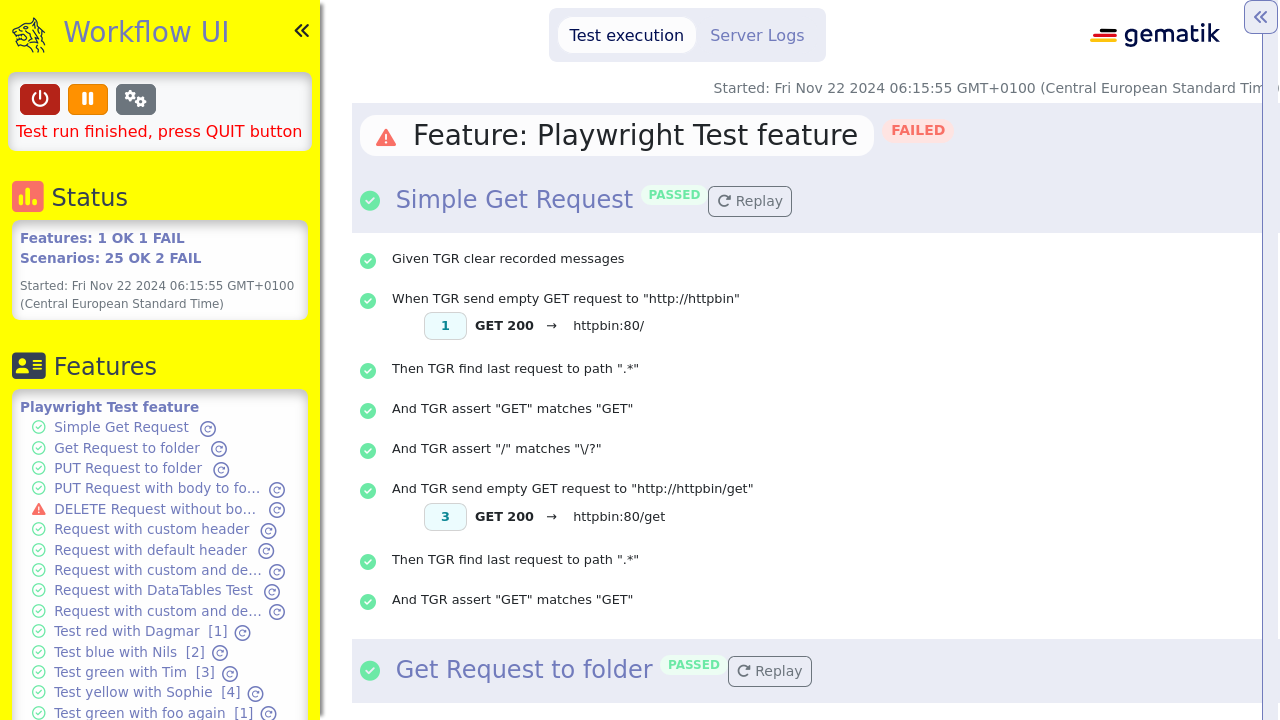 Workflow UI
Test run finished, press QUIT button
Status
Features: 1 OK 1 FAIL
Scenarios: 25 OK 2 FAIL
Started: Fri Nov 22 2024 06:15:55 GMT+0100
(Central European Standard Time)
Features
Playwright Test feature
Simple Get Request
Get Request to folder
PUT Request to folder
PUT Request with body to fo…
DELETE Request without bo…
Request with custom header
Request with default header
Request with custom and de…
Request with DataTables Test
Request with custom and de…
Test red with Dagmar [1]
Test blue with Nils [2]
Test green with Tim [3]
Test yellow with Sophie [4]
Test green with foo again [1]
Test execution Server Logs
gematik
Started: Fri Nov 22 2024 06:15:55 GMT+0100 (Central European Standard Tim
Feature: Playwright Test feature FAILED
Simple Get Request PASSED Replay
Given TGR clear recorded messages
When TGR send empty GET request to "http://httpbin"
1 GET 200 → httpbin:80/
Then TGR find last request to path ".*"
And TGR assert "GET" matches "GET"
And TGR assert "/" matches "\/?"
And TGR send empty GET request to "http://httpbin/get"
3 GET 200 → httpbin:80/get
Then TGR find last request to path ".*"
And TGR assert "GET" matches "GET"
Get Request to folder PASSED Replay